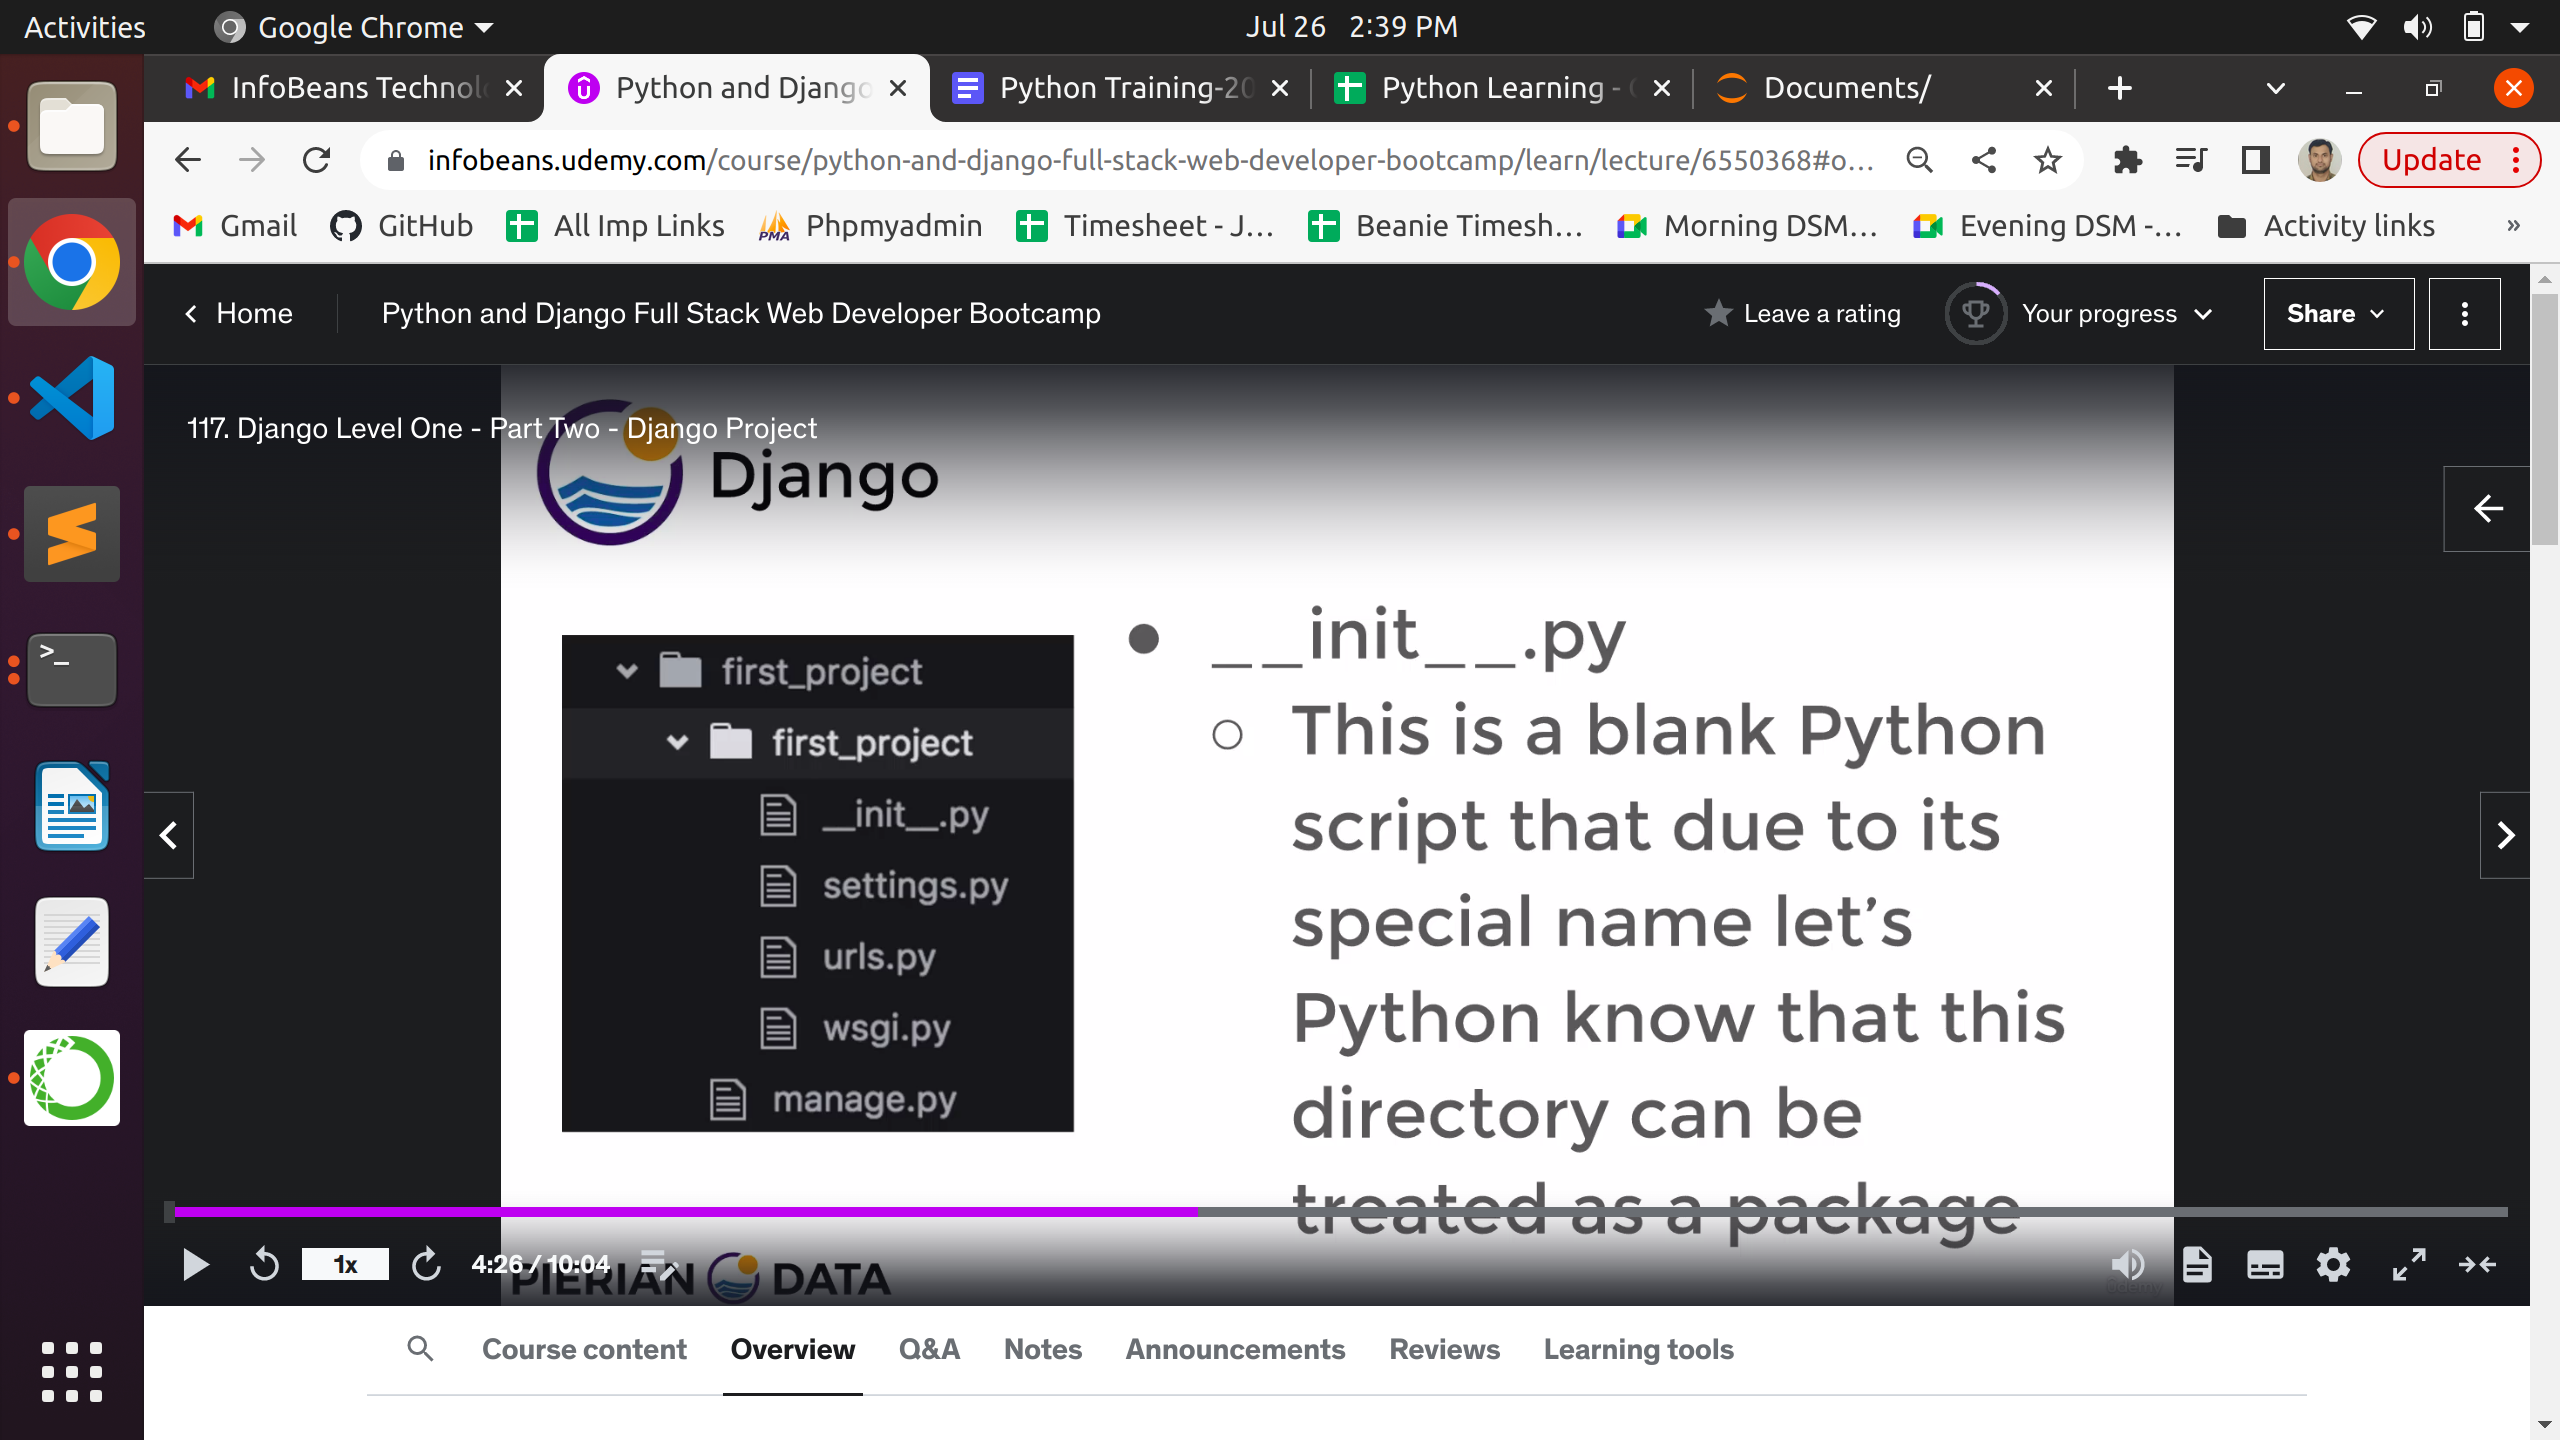 Activities
Google Chrome
Jul 26 2:39 PM
InfoBeans Technol
Python and Django
Python Training-20
Python Learning -
Documents/
infobeans.udemy.com/course/python-and-django-full-stack-web-developer-bootcamp/learn/lecture/6550368#o...
Update
Gmail
GitHub
All Imp Links
PMA
Phpmyadmin
Timesheet - J...
Beanie Timesh...
Morning DSM...
Evening DSM -...
Activity links
»
Home
Python and Django Full Stack Web Developer Bootcamp
Leave a rating
Your progress
Share
117. Django Level One - Part Two - Django Project
Django
first_project
first_project
__init__.py
settings.py
urls.py
wsgi.py
manage.py
● __init__.py
○ This is a blank Python
script that due to its
special name let’s
Python know that this
directory can be
treated as a package
1x
4:26 / 10:04
PIERIAN DATA
Udemy
Course content
Overview
Q&A
Notes
Announcements
Reviews
Learning tools